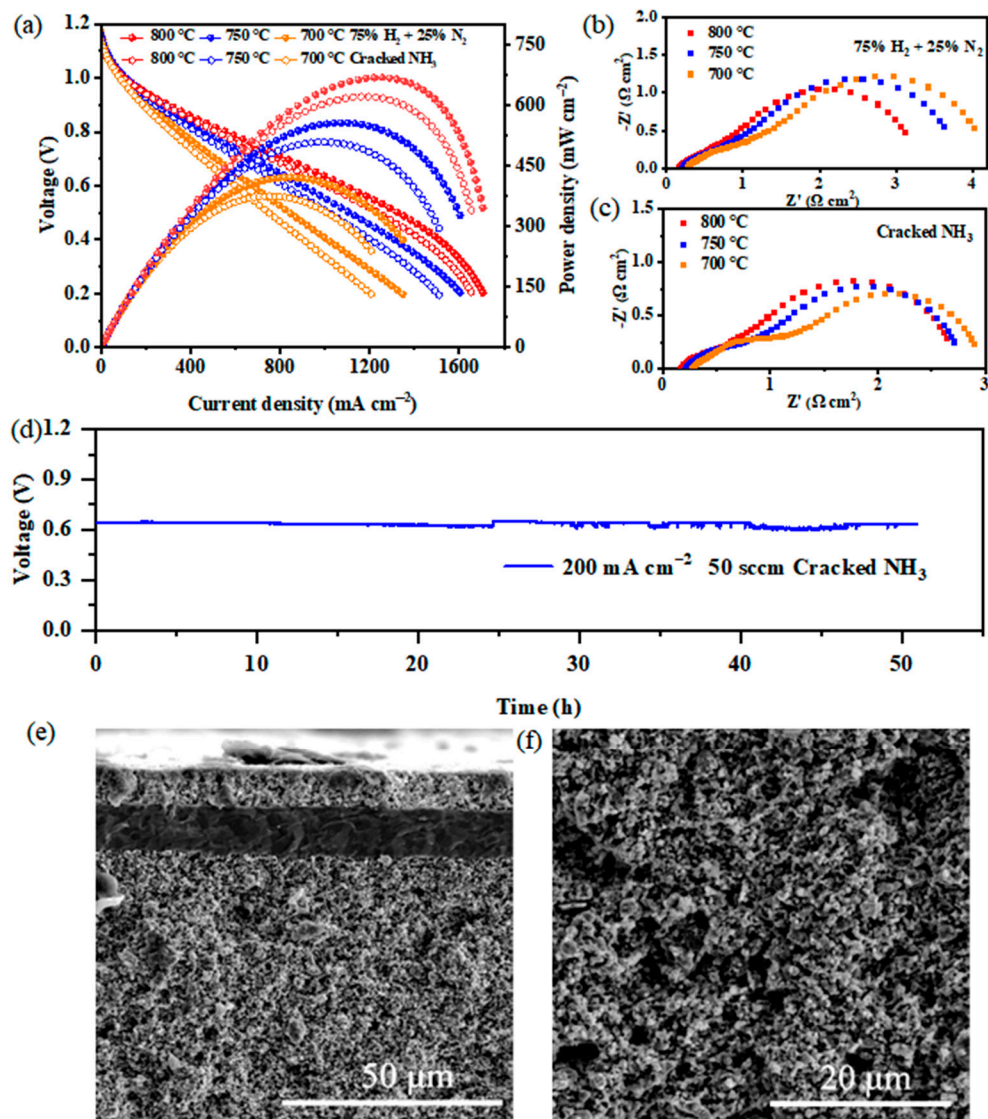 (a)
800 °C 750 °C 700 °C 75% H₂ + 25% N₂
800 °C 750 °C 700 °C Cracked NH₃
Voltage (V)
1.2
1.0
0.8
0.6
0.4
0.2
0.0
750
600
450
300
150
0
Power density (mW cm⁻²)
0 400 800 1200 1600
Current density (mA cm⁻²)
(b)
-Z' (Ω cm²)
2.0
1.5
1.0
0.5
0.0
800 °C
750 °C
700 °C
75% H₂ + 25% N₂
0 1 2 3 4
Z' (Ω cm²)
(c)
-Z' (Ω cm²)
1.5
1.0
0.5
0.0
800 °C
750 °C
700 °C
Cracked NH₃
0 1 2 3
Z' (Ω cm²)
(d)
Voltage (V)
1.2
0.9
0.6
0.3
0.0
200 mA cm⁻² 50 sccm Cracked NH₃
0 10 20 30 40 50
Time (h)
(e)
50 μm
(f)
20 μm